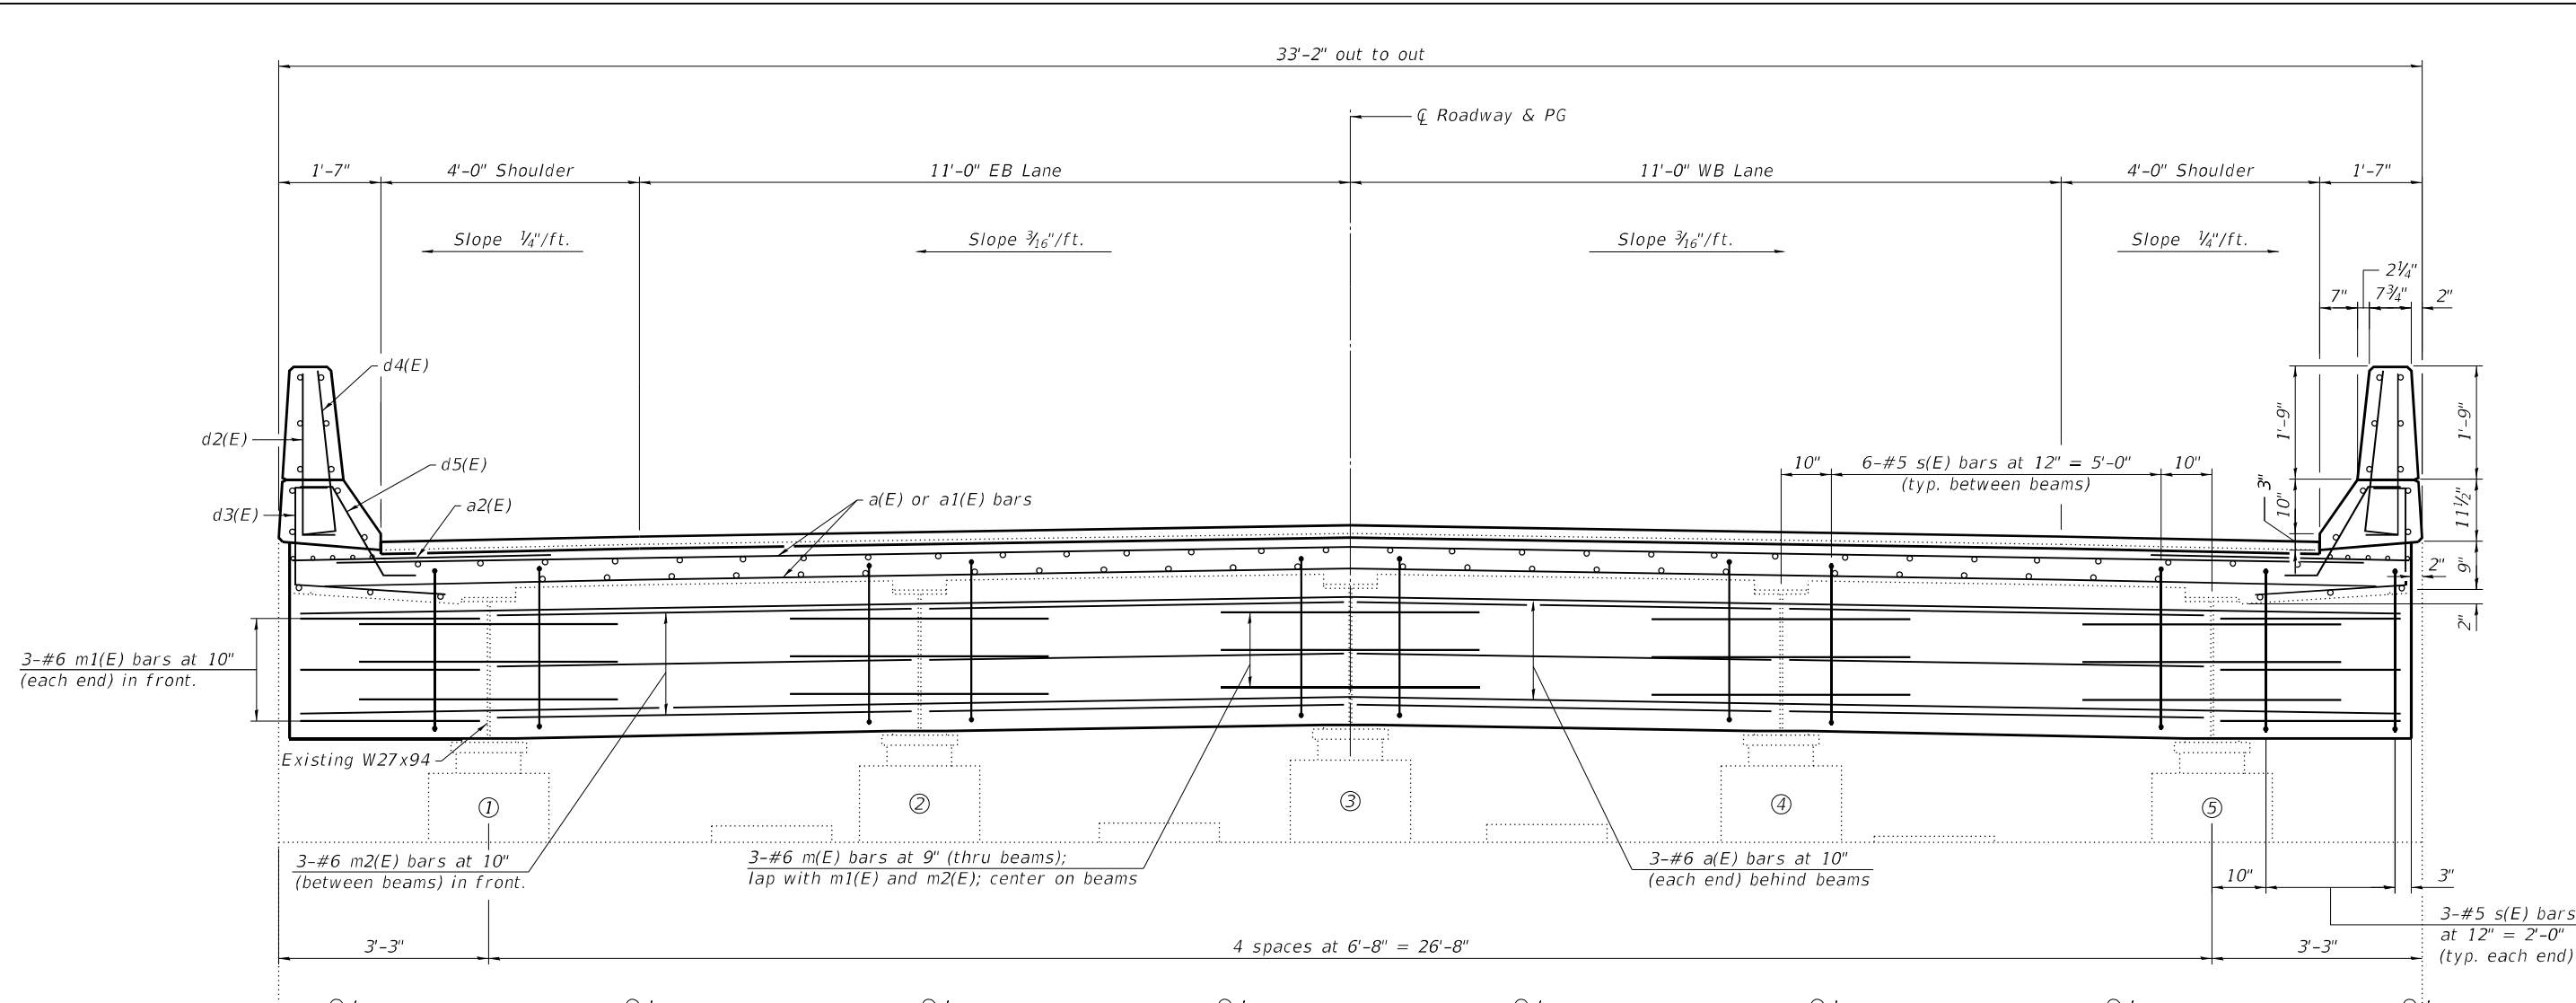 33'-2" out to out
℄ Roadway & PG
1'-7"
4'-0" Shoulder
11'-0" EB Lane
11'-0" WB Lane
4'-0" Shoulder
1'-7"
Slope 1/4"/ft.
Slope 3/16"/ft.
Slope 3/16"/ft.
Slope 1/4"/ft.
2 1/4"
7"
7 3/4"
2"
d4(E)
d2(E)
d5(E)
d3(E)
a2(E)
a(E) or a1(E) bars
10"
6-#5 s(E) bars at 12" = 5'-0"
(typ. between beams)
10"
1'-9"
1'-9"
3"
10"
11 1/2"
2"
9"
2"
3-#6 m1(E) bars at 10"
(each end) in front.
Existing W27x94
1
2
3
4
5
3-#6 m2(E) bars at 10"
(between beams) in front.
3-#6 m(E) bars at 9" (thru beams);
lap with m1(E) and m2(E); center on beams
3-#6 a(E) bars at 10"
(each end) behind beams
10"
3"
3-#5 s(E) bars
at 12" = 2'-0"
(typ. each end)
3'-3"
4 spaces at 6'-8" = 26'-8"
3'-3"